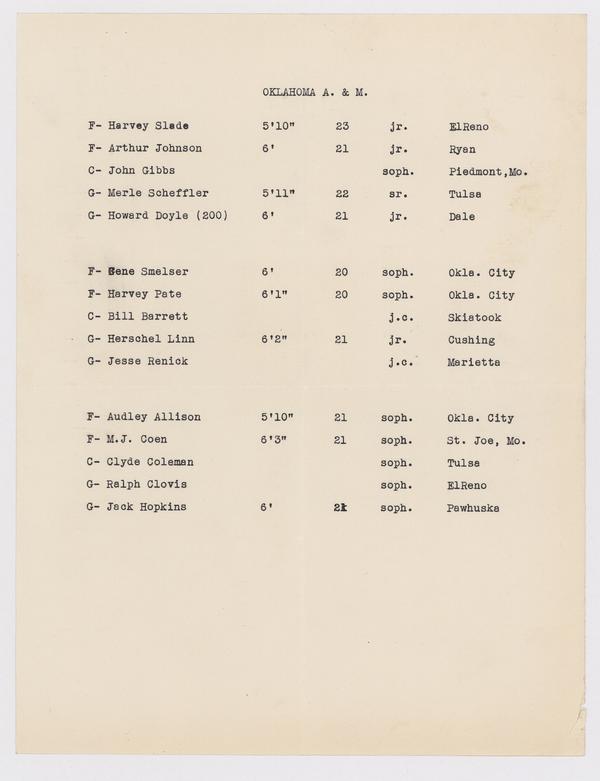 OKLAHOMA A. & M.
F- Harvey Slade 5'10" 23 jr. ElReno
F- Arthur Johnson 6' 21 jr. Ryan
C- John Gibbs soph. Piedmont,Mo.
G- Merle Scheffler 5'11" 22 sr. Tulsa
G- Howard Doyle (200) 6' 21 jr. Dale
F- Gene Smelser 6' 20 soph. Okla. City
F- Harvey Pate 6'1" 20 soph. Okla. City
C- Bill Barrett j.c. Skiatook
G- Herschel Linn 6'2" 21 jr. Cushing
G- Jesse Renick j.c. Marietta
F- Audley Allison 5'10" 21 soph. Okla. City
F- M.J. Coen 6'3" 21 soph. St. Joe, Mo.
C- Clyde Coleman soph. Tulsa
G- Ralph Clovis soph. ElReno
G- Jack Hopkins 6' 21 soph. Pawhuska